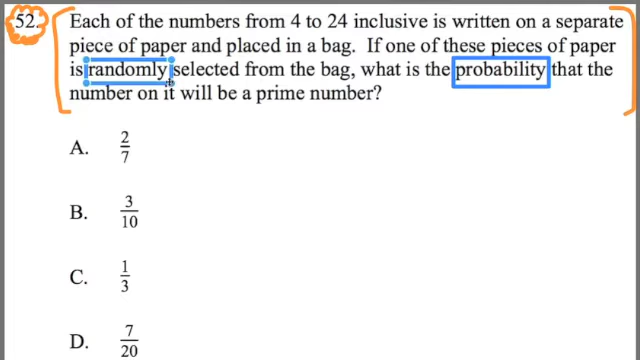 52. Each of the numbers from 4 to 24 inclusive is written on a separate
piece of paper and placed in a bag. If one of these pieces of paper
is randomly selected from the bag, what is the probability that the
number on it will be a prime number?
A. 2/7
B. 3/10
C. 1/3
D. 7/20